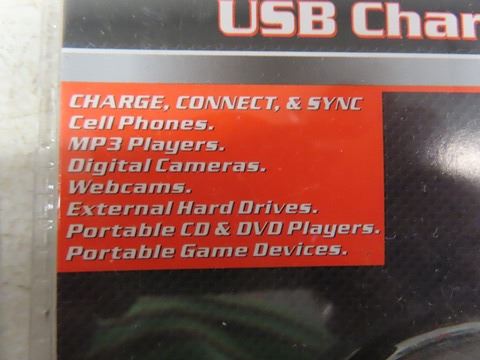 USB Char
CHARGE, CONNECT, & SYNC
Cell Phones.
MP3 Players.
Digital Cameras.
Webcams.
External Hard Drives.
Portable CD & DVD Players.
Portable Game Devices.